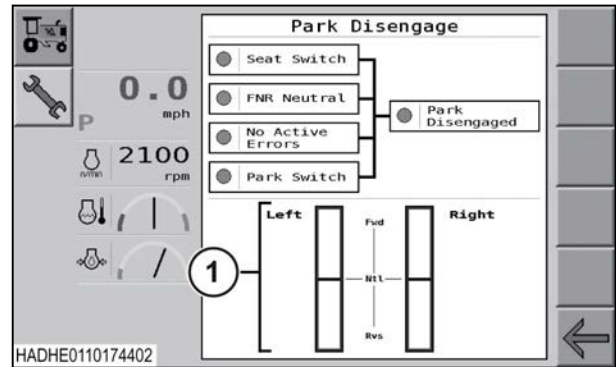 Park Disengage
Seat Switch
FNR Neutral
No Active
Errors
Park Switch
Park
Disengaged
0.0
mph
P
2100
rpm
n/min
1
Left
Right
Fwd
Ntl
Rvs
HADHE0110174402